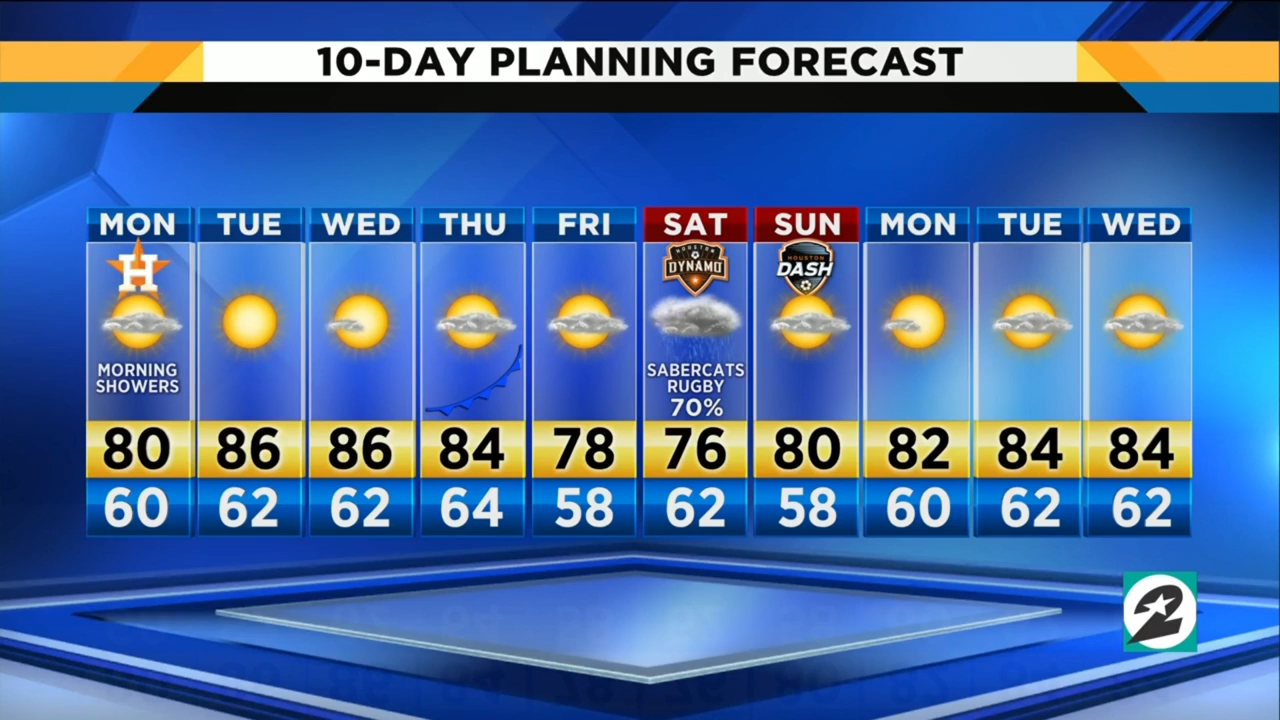 10-DAY PLANNING FORECAST
MON TUE WED THU FRI SAT SUN MON TUE WED
H
HOUSTON
DYNAMO
HOUSTON
DASH
MORNING
SHOWERS
SABERCATS
RUGBY
70%
80 86 86 84 78 76 80 82 84 84
60 62 62 64 58 62 58 60 62 62
2